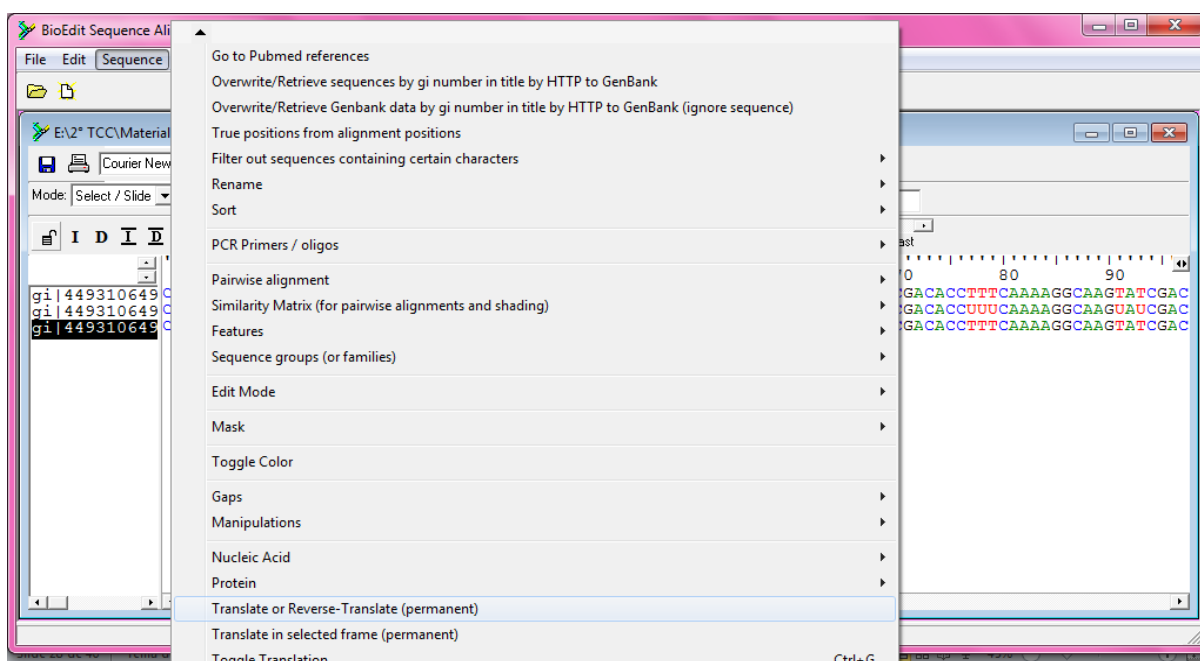 BioEdit Sequence Ali
File Edit Sequence
E:\2° TCC\Material
Courier New
Mode: Select / Slide
I D I D
gi|449310649 C
gi|449310649 C
gi|449310649 C
Go to Pubmed references
Overwrite/Retrieve sequences by gi number in title by HTTP to GenBank
Overwrite/Retrieve Genbank data by gi number in title by HTTP to GenBank (ignore sequence)
True positions from alignment positions
Filter out sequences containing certain characters
Rename
Sort
PCR Primers / oligos
Pairwise alignment
Similarity Matrix (for pairwise alignments and shading)
Features
Sequence groups (or families)
Edit Mode
Mask
Toggle Color
Gaps
Manipulations
Nucleic Acid
Protein
Translate or Reverse-Translate (permanent)
Translate in selected frame (permanent)
Toggle Translation Ctrl+G
ast
70 80 90
CGACACCTTTCAAAAGGCAAGTATCGAC
CGACACCUUUCAAAAGGCAAGUAUCGAC
CGACACCTTTCAAAAGGCAAGTATCGAC